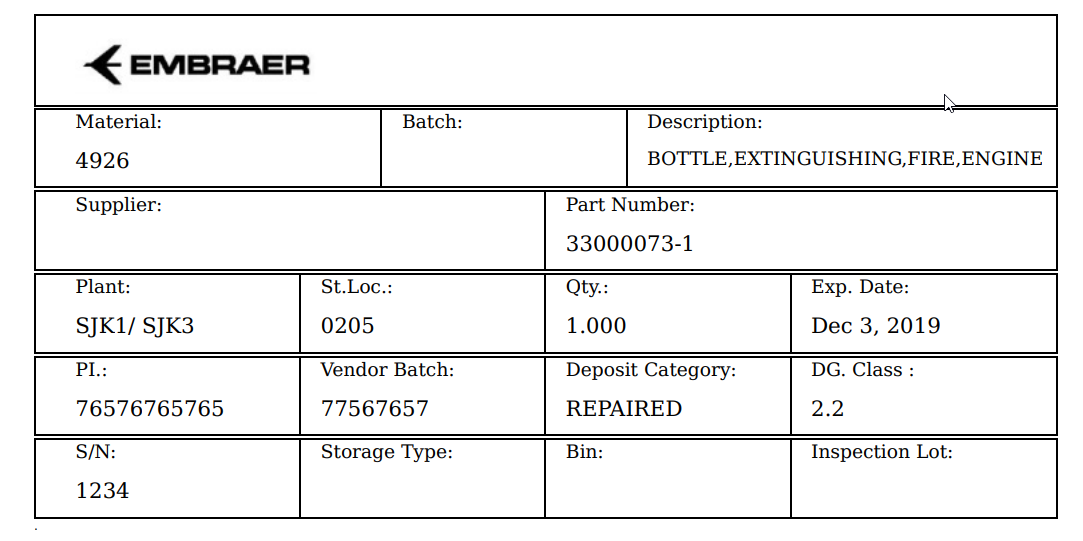 EMBRAER
Material: Batch: Description:
4926 BOTTLE,EXTINGUISHING,FIRE,ENGINE
Supplier: Part Number:
33000073-1
Plant: St.Loc.: Qty.: Exp. Date:
SJK1/ SJK3 0205 1.000 Dec 3, 2019
PI.: Vendor Batch: Deposit Category: DG. Class :
76576765765 77567657 REPAIRED 2.2
S/N: Storage Type: Bin: Inspection Lot:
1234
.